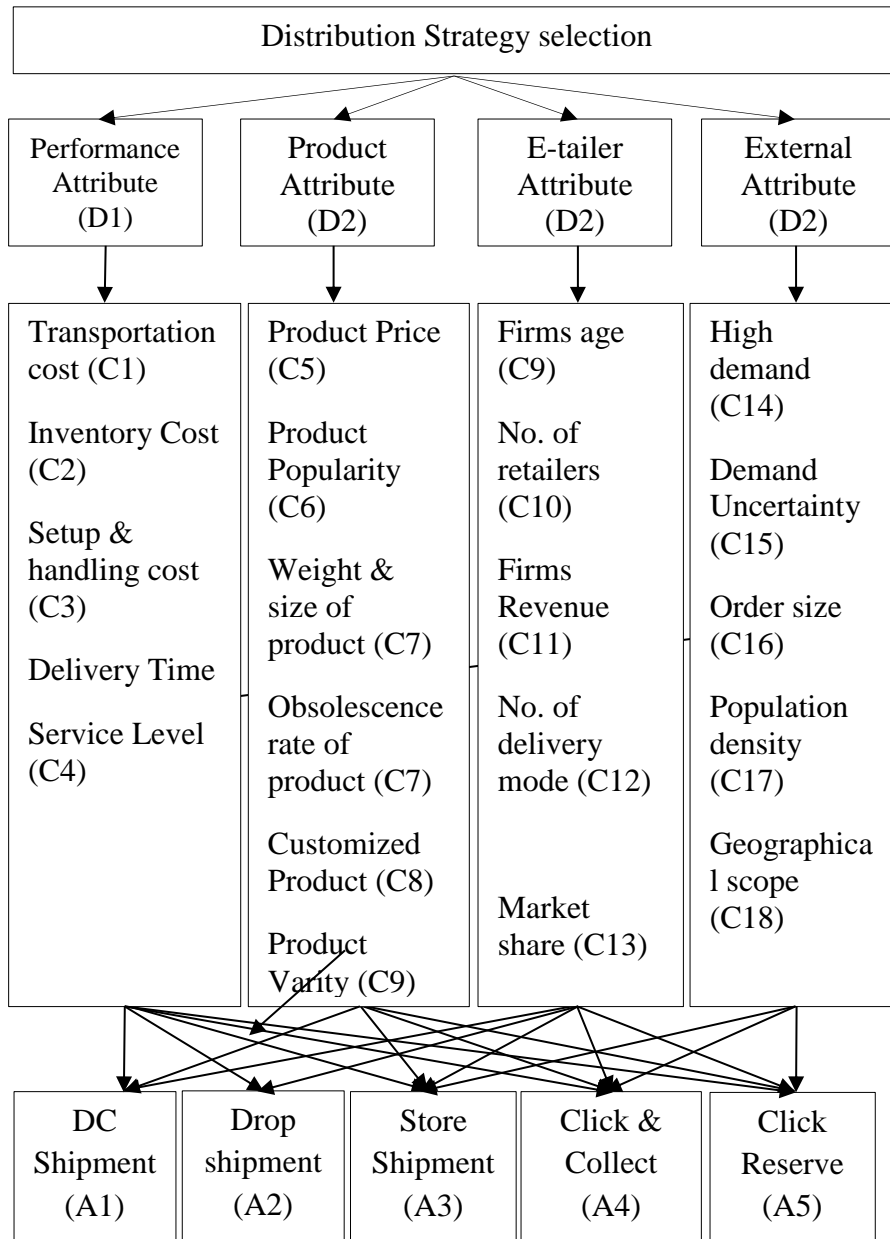 Distribution Strategy selection
Performance
Attribute
(D1)
Product
Attribute
(D2)
E-tailer
Attribute
(D2)
External
Attribute
(D2)
Transportation
cost (C1)
Inventory Cost
(C2)
Setup &
handling cost
(C3)
Delivery Time
Service Level
(C4)
Product Price
(C5)
Product
Popularity
(C6)
Weight &
size of
product (C7)
Obsolescence
rate of
product (C7)
Customized
Product (C8)
Product
Varity (C9)
Firms age
(C9)
No. of
retailers
(C10)
Firms
Revenue
(C11)
No. of
delivery
mode (C12)
Market
share (C13)
High
demand
(C14)
Demand
Uncertainty
(C15)
Order size
(C16)
Population
density
(C17)
Geographica
l scope
(C18)
DC
Shipment
(A1)
Drop
shipment
(A2)
Store
Shipment
(A3)
Click &
Collect
(A4)
Click
Reserve
(A5)